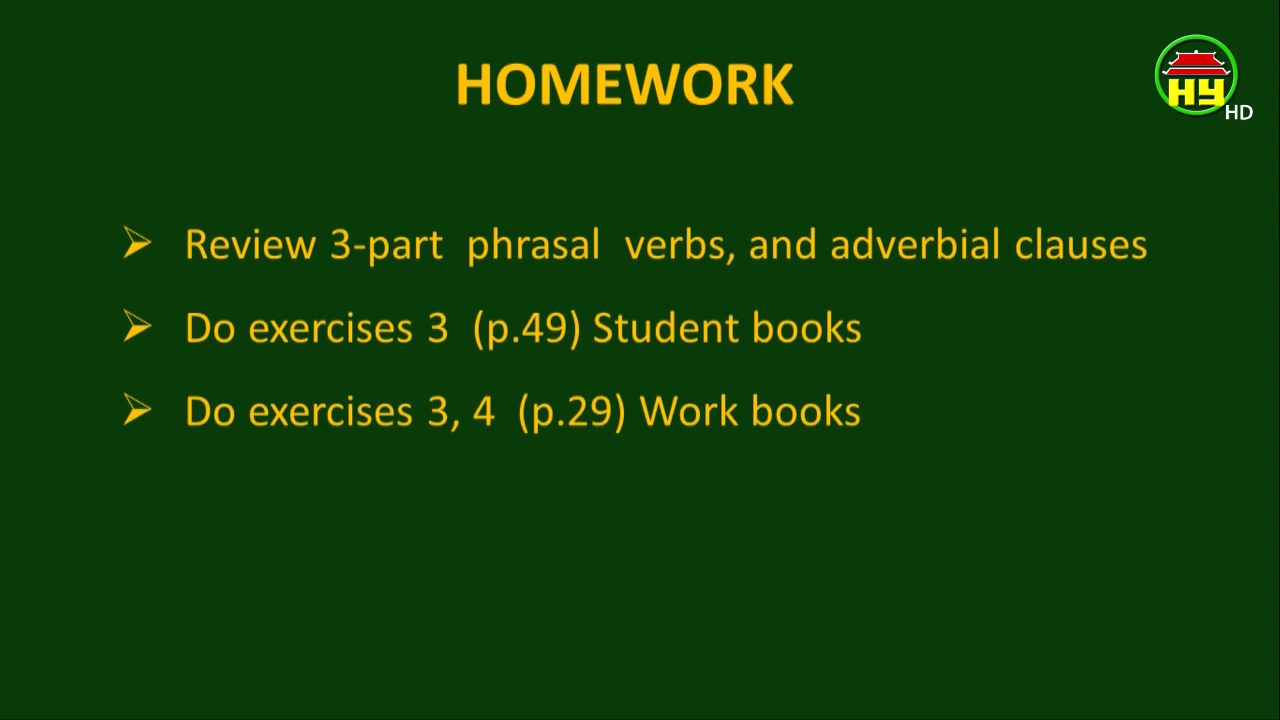 HOMEWORK
HY
HD
➢ Review 3-part phrasal verbs, and adverbial clauses
➢ Do exercises 3 (p.49) Student books
➢ Do exercises 3, 4 (p.29) Work books